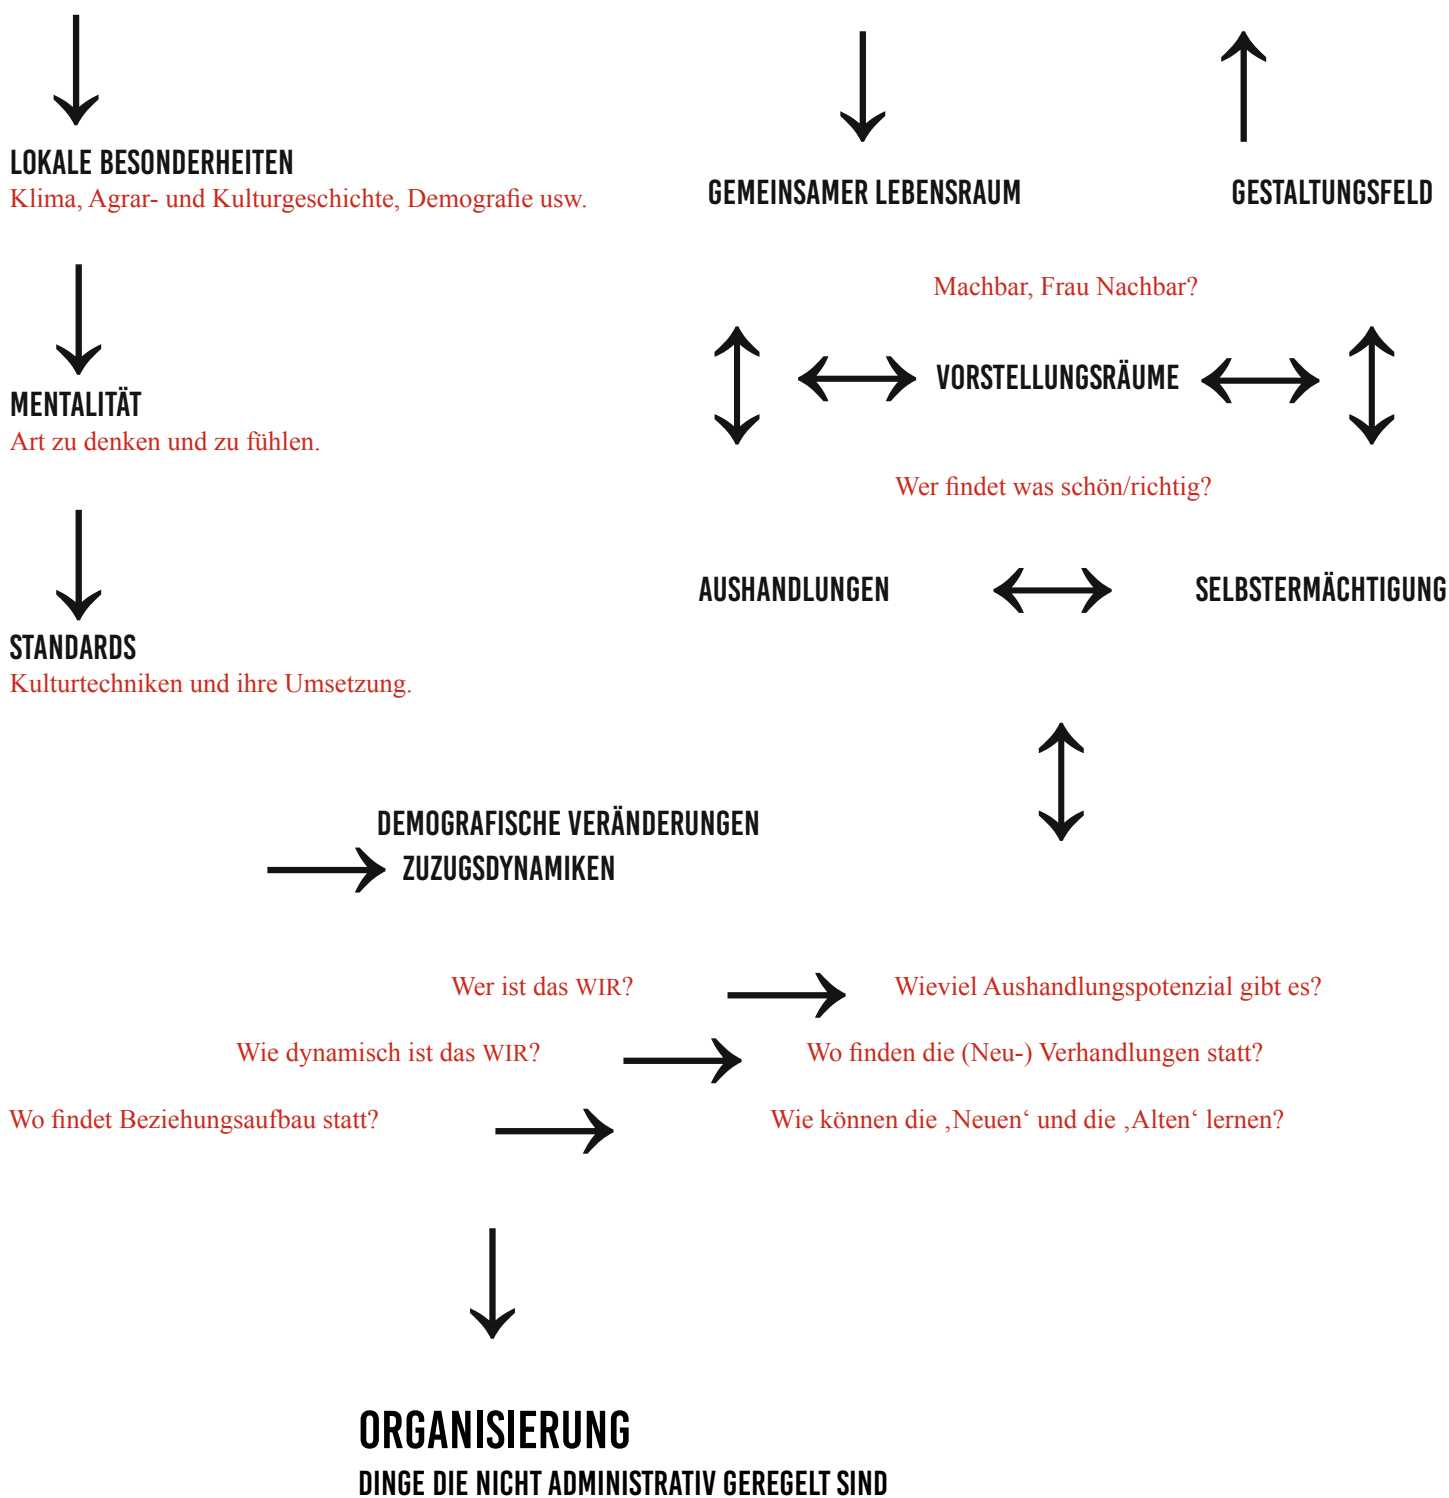 LOKALE BESONDERHEITEN
Klima, Agrar- und Kulturgeschichte, Demografie usw.
MENTALITÄT
Art zu denken und zu fühlen.
STANDARDS
Kulturtechniken und ihre Umsetzung.
GEMEINSAMER LEBENSRAUM
GESTALTUNGSFELD
Machbar, Frau Nachbar?
VORSTELLUNGSRÄUME
Wer findet was schön/richtig?
AUSHANDLUNGEN
SELBSTERMÄCHTIGUNG
DEMOGRAFISCHE VERÄNDERUNGEN
ZUZUGSDYNAMIKEN
Wer ist das WIR?
Wieviel Aushandlungspotenzial gibt es?
Wie dynamisch ist das WIR?
Wo finden die (Neu-) Verhandlungen statt?
Wo findet Beziehungsaufbau statt?
Wie können die ‚Neuen‘ und die ‚Alten‘ lernen?
ORGANISIERUNG
DINGE DIE NICHT ADMINISTRATIV GEREGELT SIND